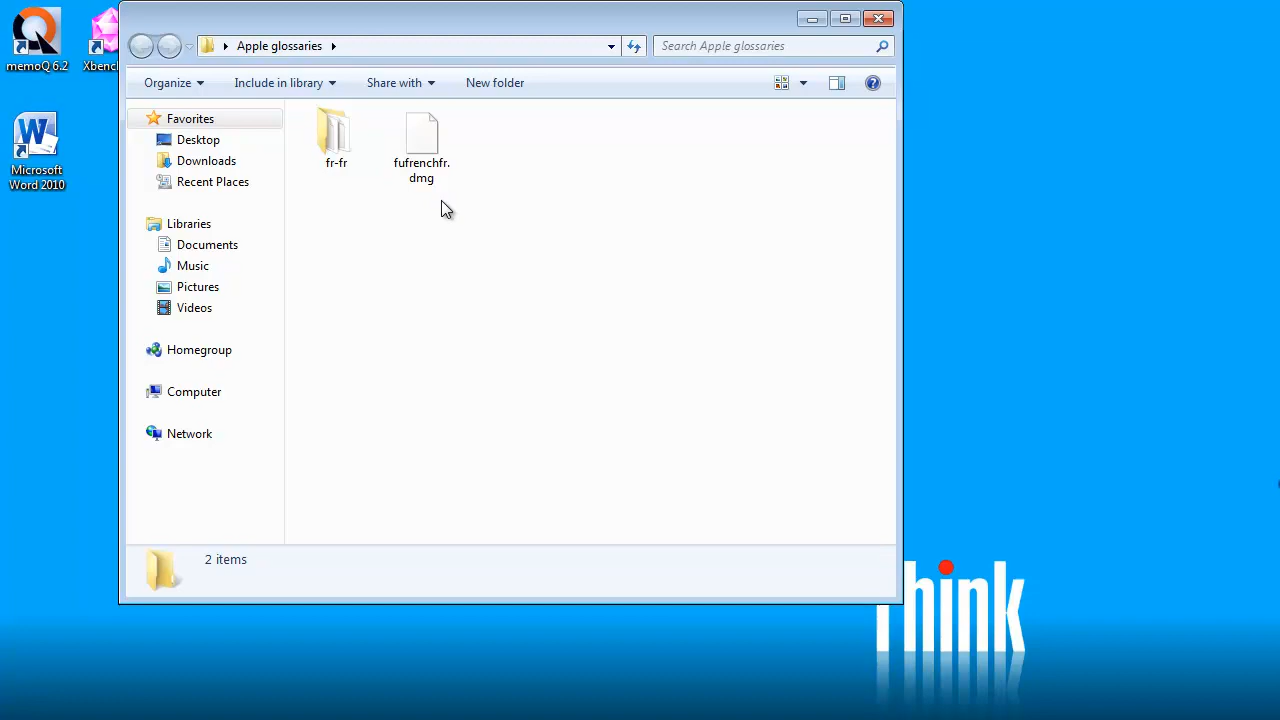 memoQ 6.2
Xbench
Microsoft
Word 2010
Apple glossaries
Search Apple glossaries
Organize
Include in library
Share with
New folder
Favorites
Desktop
Downloads
Recent Places
Libraries
Documents
Music
Pictures
Videos
Homegroup
Computer
Network
fr-fr
fufrenchfr.
dmg
2 items
Think